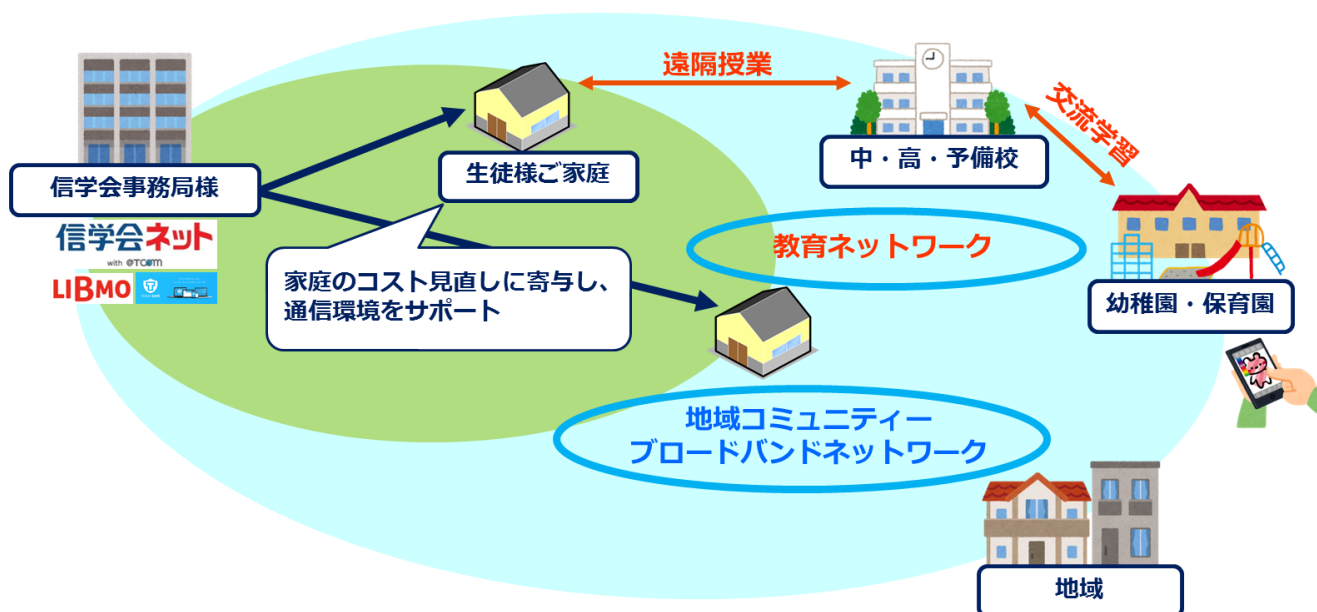 遠隔授業
交流学習
信学会事務局様
生徒様ご家庭
中・高・予備校
信学会ネット
with @TCOM
LIBMO
教育ネットワーク
家庭のコスト見直しに寄与し、
通信環境をサポート
幼稚園・保育園
地域コミュニティー
ブロードバンドネットワーク
地域